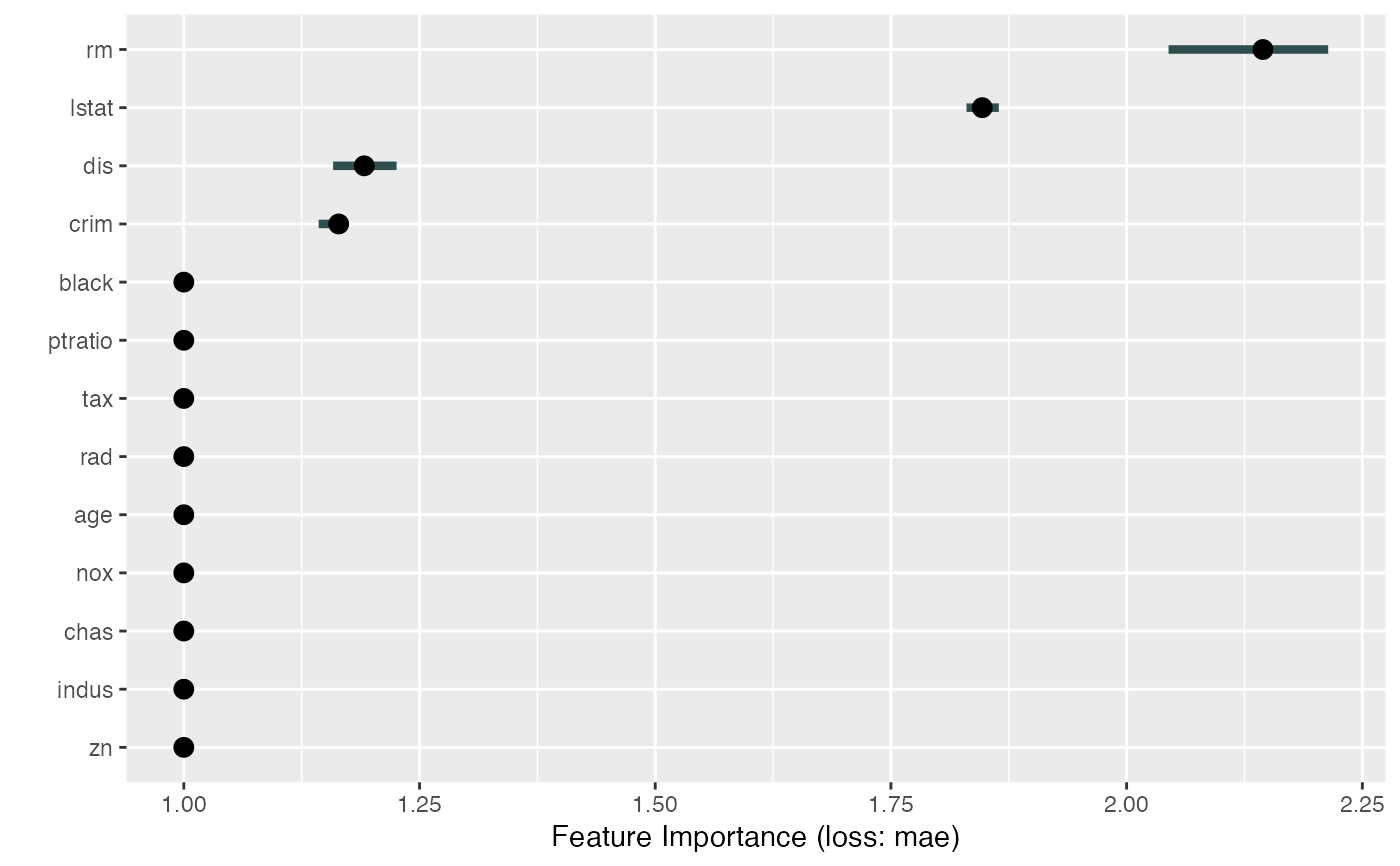 rm
lstat
dis
crim
black
ptratio
tax
rad
age
nox
chas
indus
zn
1.00 1.25 1.50 1.75 2.00 2.25
Feature Importance (loss: mae)